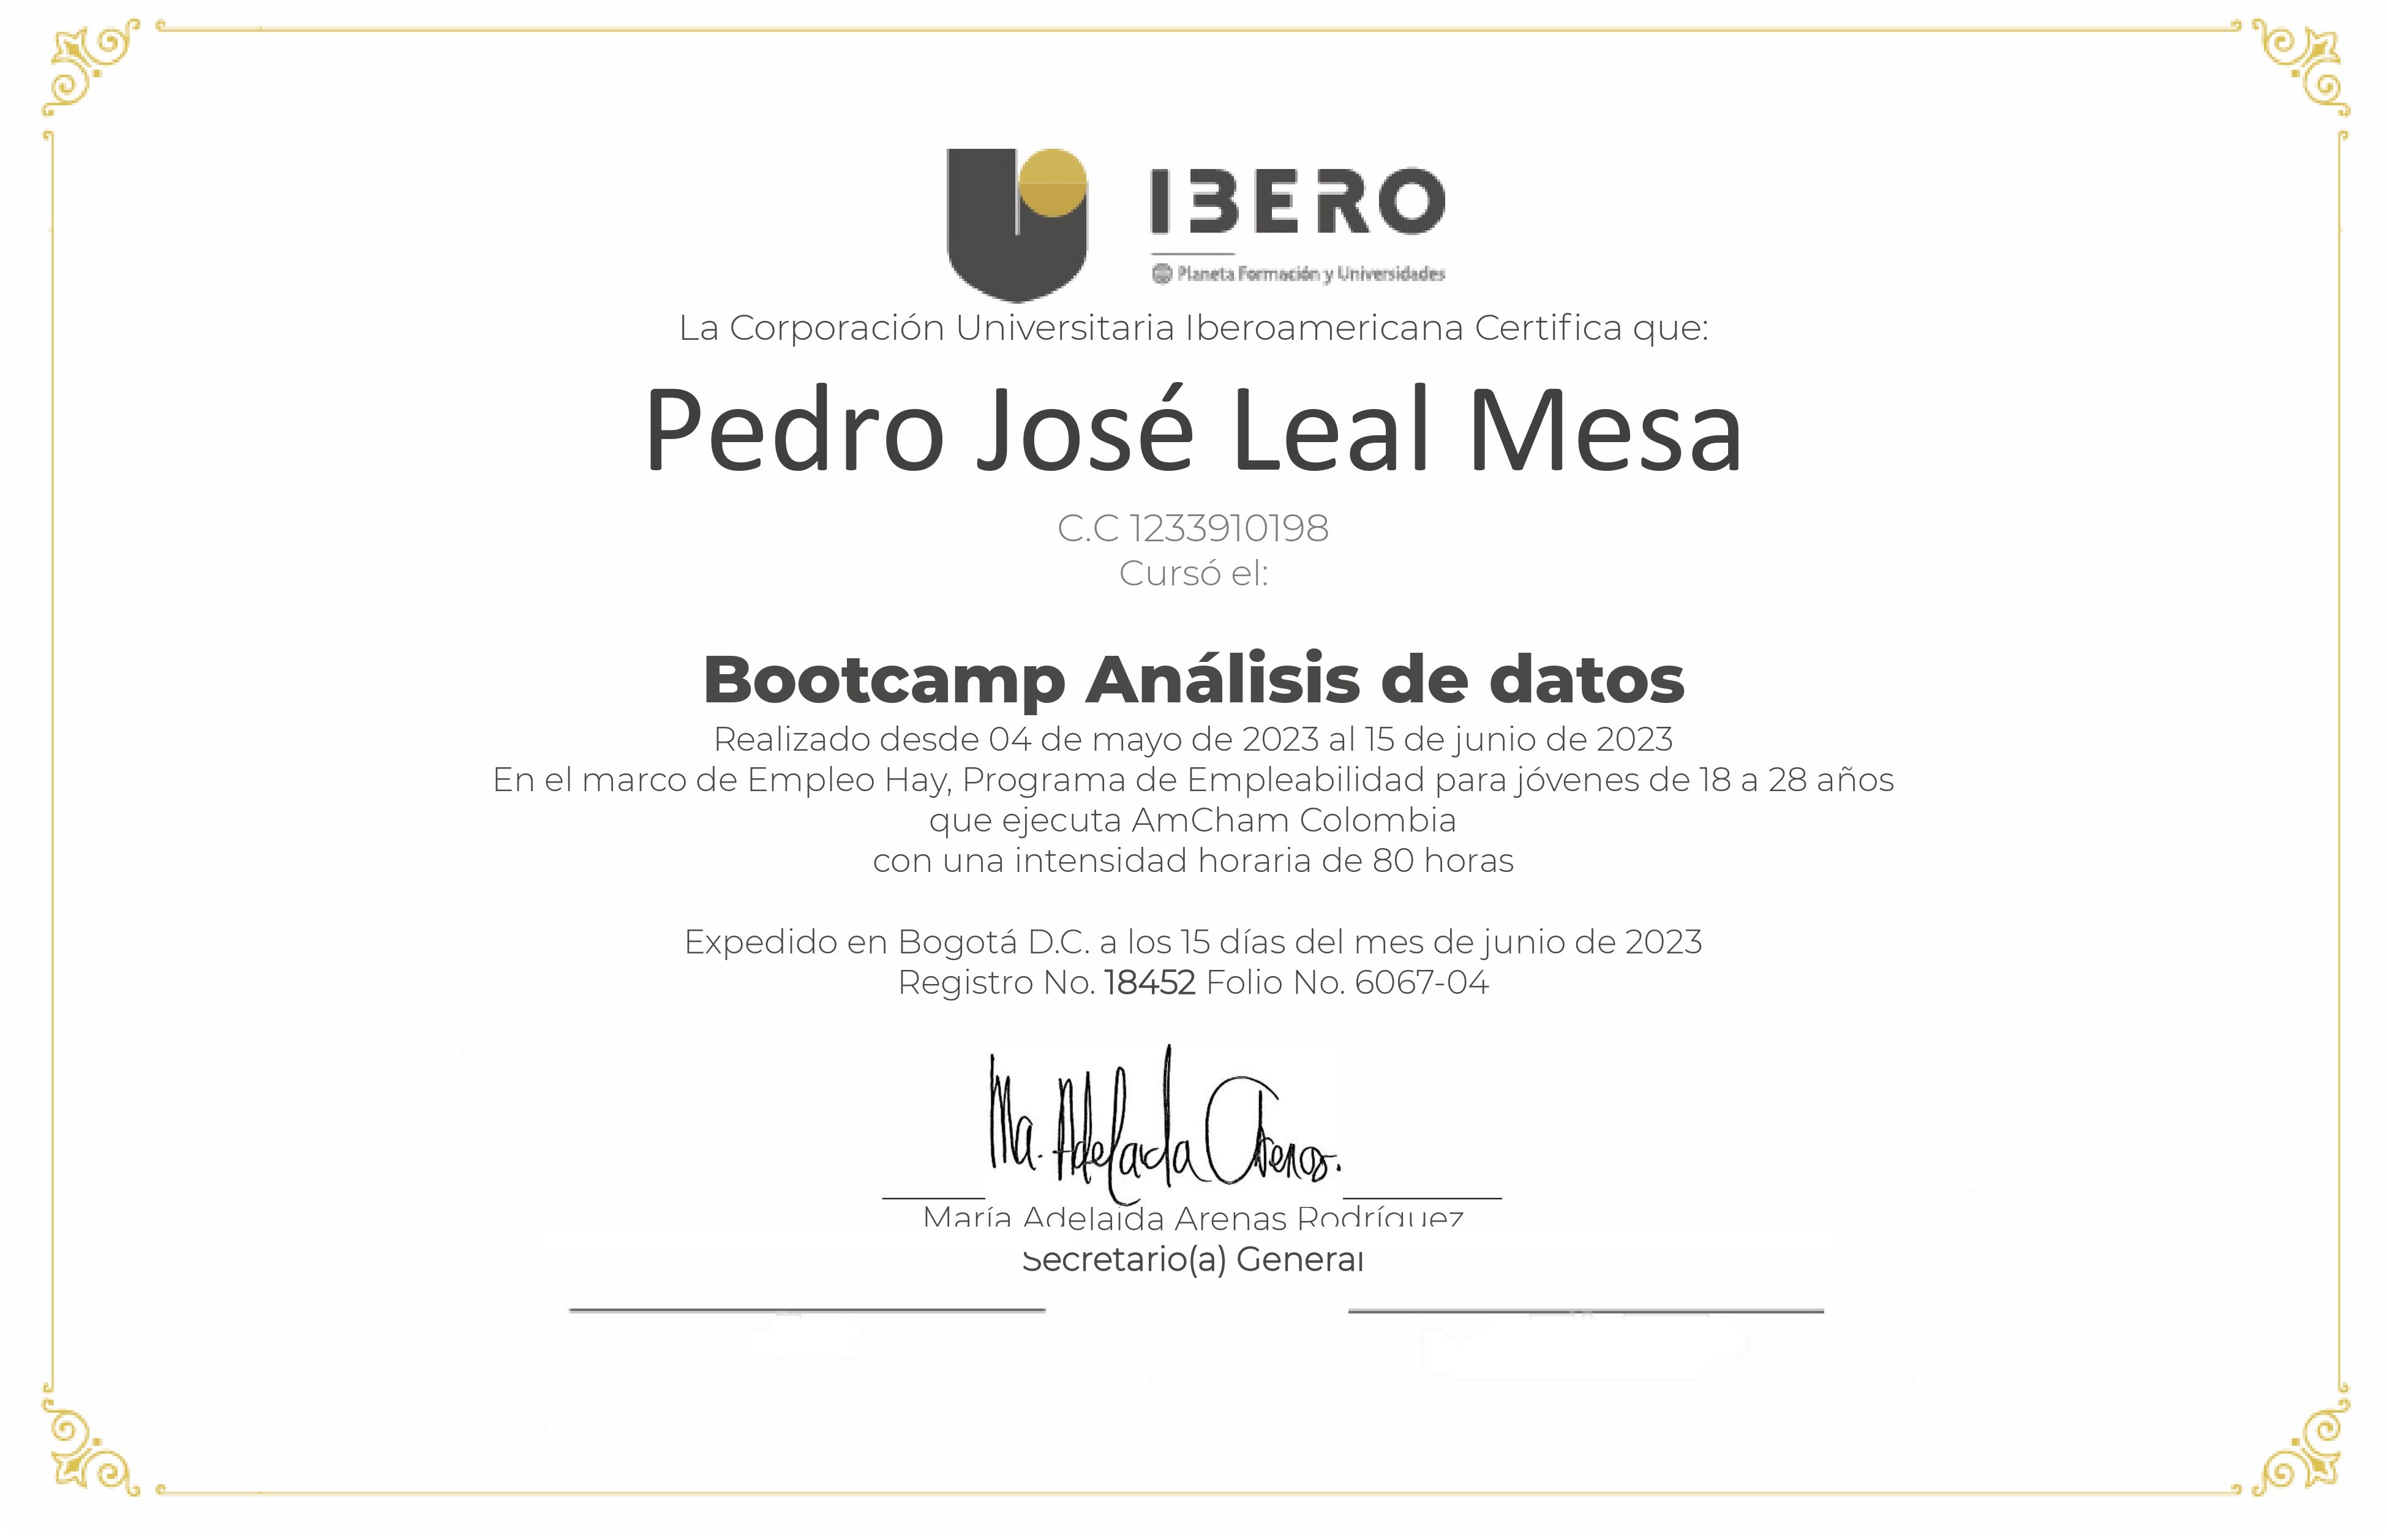 IBERO
Planeta Formación y Universidades
La Corporación Universitaria Iberoamericana Certifica que:
Pedro José Leal Mesa
C.C 1233910198
Cursó el:
Bootcamp Análisis de datos
Realizado desde 04 de mayo de 2023 al 15 de junio de 2023
En el marco de Empleo Hay, Programa de Empleabilidad para jóvenes de 18 a 28 años
que ejecuta AmCham Colombia
con una intensidad horaria de 80 horas
Expedido en Bogotá D.C. a los 15 días del mes de junio de 2023
Registro No. 18452 Folio No. 6067-04
Ma. Adelaida Arenas.
María Adelaida Arenas Rodríguez
Secretario(a) General